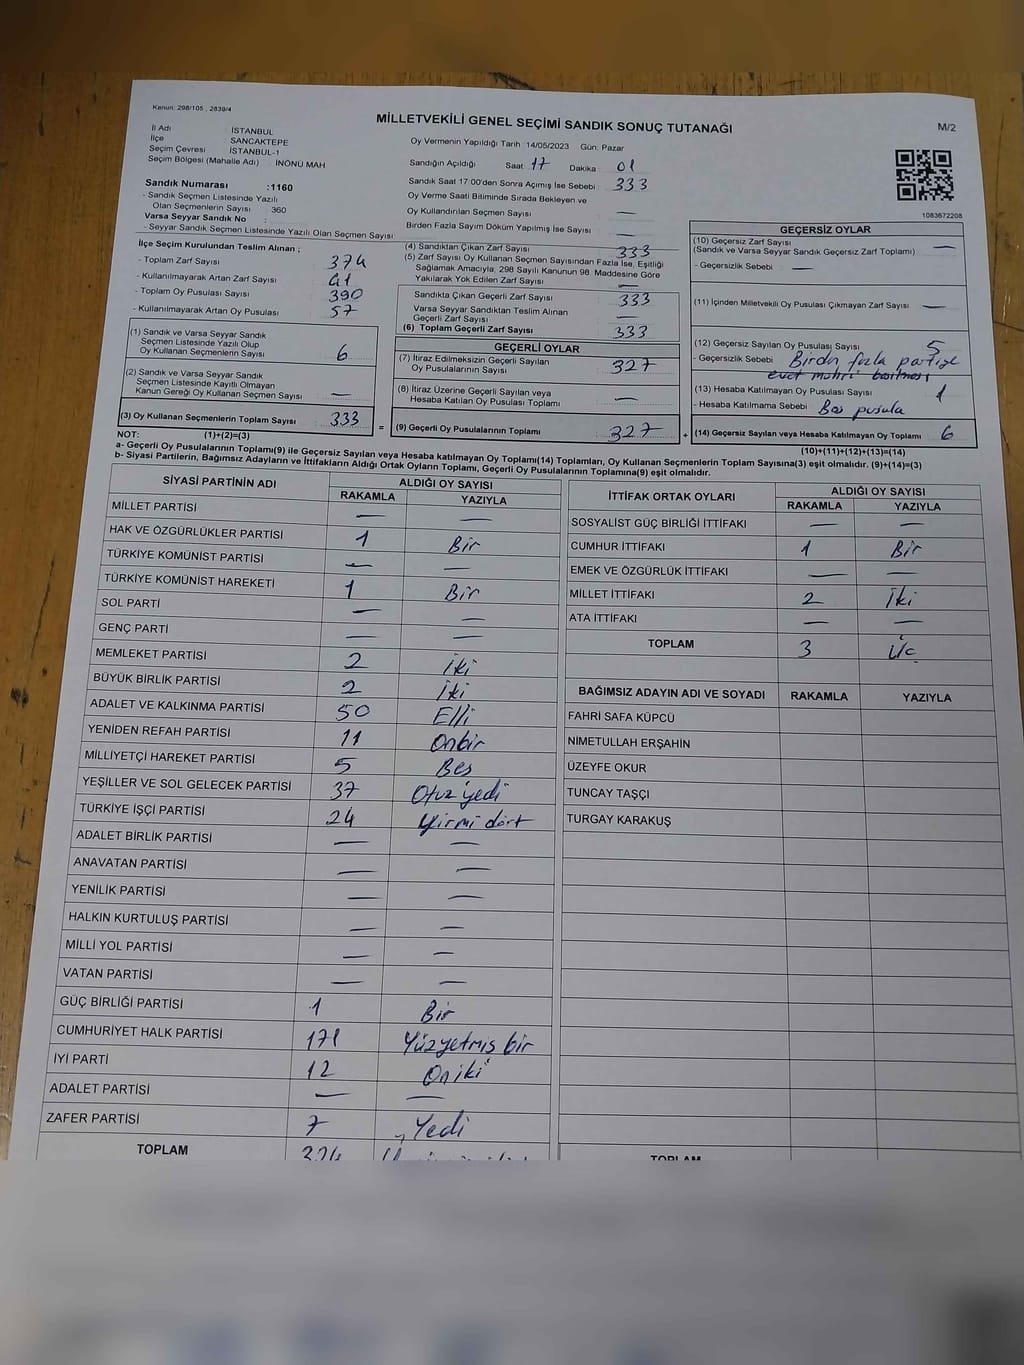 Kanun: 298/105 , 2839/4
MİLLETVEKİLİ GENEL SEÇİMİ SANDIK SONUÇ TUTANAĞI
M/2
İl Adı İSTANBUL
İlçe SANCAKTEPE
Seçim Çevresi İSTANBUL-1
Seçim Bölgesi (Mahalle Adı) : İNÖNÜ MAH
Sandık Numarası :1160
- Sandık Seçmen Listesinde Yazılı
Olan Seçmenlerin Sayısı : 360
Varsa Seyyar Sandık No :
- Seyyar Sandık Seçmen Listesinde Yazılı Olan Seçmen Sayısı
Oy Vermenin Yapıldığı Tarih 14/05/2023 Gün: Pazar
Sandığın Açıldığı Saat 17 Dakika 01
Sandık Saat 17:00'den Sonra Açımış İse Sebebi : 333
Oy Verme Saati Bitiminde Sırada Bekleyen ve
Oy Kullandırılan Seçmen Sayısı —
Birden Fazla Sayım Döküm Yapılmış İse Sayısı : —
1083672208
İlçe Seçim Kurulundan Teslim Alınan ;
- Toplam Zarf Sayısı : 374
- Kullanılmayarak Artan Zarf Sayısı : 41
- Toplam Oy Pusulası Sayısı : 390
- Kullanılmayarak Artan Oy Pusulası : 57
(1) Sandık ve Varsa Seyyar Sandık
Seçmen Listesinde Yazılı Olup
Oy Kullanan Seçmenlerin Sayısı 6
(2) Sandık ve Varsa Seyyar Sandık
Seçmen Listesinde Kayıtlı Olmayan
Kanun Gereği Oy Kullanan Seçmen Sayısı —
(3) Oy Kullanan Seçmenlerin Toplam Sayısı 333
=
(4) Sandıktan Çıkan Zarf Sayısı 333
(5) Zarf Sayısı Oy Kullanan Seçmen Sayısından Fazla İse, Eşitliği
Sağlamak Amacıyla, 298 Sayılı Kanunun 98. Maddesine Göre
Yakılarak Yok Edilen Zarf Sayısı : —
Sandıkta Çıkan Geçerli Zarf Sayısı : 333
Varsa Seyyar Sandıktan Teslim Alınan
Geçerli Zarf Sayısı : —
(6) Toplam Geçerli Zarf Sayısı : 333
GEÇERLİ OYLAR
(7) İtiraz Edilmeksizin Geçerli Sayılan
Oy Pusulalarının Sayısı : 327
(8) İtiraz Üzerine Geçerli Sayılan veya
Hesaba Katılan Oy Pusulası Toplamı : —
(9) Geçerli Oy Pusulalarının Toplamı : 327
+
GEÇERSİZ OYLAR
(10) Geçersiz Zarf Sayısı : —
(Sandık ve Varsa Seyyar Sandık Geçersiz Zarf Toplamı)
- Geçersizlik Sebebi : —
(11) İçinden Milletvekili Oy Pusulası Çıkmayan Zarf Sayısı : —
(12) Geçersiz Sayılan Oy Pusulası Sayısı : 5
- Geçersizlik Sebebi : Birden fazla partiye
evet mührü basılması
(13) Hesaba Katılmayan Oy Pusulası Sayısı : 1
- Hesaba Katılmama Sebebi : Boş pusula
(14) Geçersiz Sayılan veya Hesaba Katılmayan Oy Toplamı : 6
NOT: (1)+(2)=(3)
(10)+(11)+(12)+(13)=(14)
a- Geçerli Oy Pusulalarının Toplamı(9) ile Geçersiz Sayılan veya Hesaba katılmayan Oy Toplamı(14) Toplamları, Oy Kullanan Seçmenlerin Toplam Sayısına(3) eşit olmalıdır. (9)+(14)=(3)
b- Siyasi Partilerin, Bağımsız Adayların ve İttifakların Aldığı Ortak Oyların Toplamı, Geçerli Oy Pusulalarının Toplamına(9) eşit olmalıdır.
SİYASİ PARTİNİN ADI ALDIĞI OY SAYISI
RAKAMLA YAZIYLA
MİLLET PARTİSİ — —
HAK VE ÖZGÜRLÜKLER PARTİSİ 1 Bir
TÜRKİYE KOMÜNİST PARTİSİ — —
TÜRKİYE KOMÜNİST HAREKETİ 1 Bir
SOL PARTİ — —
GENÇ PARTİ — —
MEMLEKET PARTİSİ 2 İki
BÜYÜK BİRLİK PARTİSİ 2 İki
ADALET VE KALKINMA PARTİSİ 50 Elli
YENİDEN REFAH PARTİSİ 11 Onbir
MİLLİYETÇİ HAREKET PARTİSİ 5 Beş
YEŞİLLER VE SOL GELECEK PARTİSİ 37 Otuz yedi
TÜRKİYE İŞÇİ PARTİSİ 24 Yirmi dört
ADALET BİRLİK PARTİSİ — —
ANAVATAN PARTİSİ — —
YENİLİK PARTİSİ — —
HALKIN KURTULUŞ PARTİSİ — —
MİLLİ YOL PARTİSİ — —
VATAN PARTİSİ — —
GÜÇ BİRLİĞİ PARTİSİ 1 Bir
CUMHURİYET HALK PARTİSİ 171 Yüzyetmiş bir
İYİ PARTİ 12 Oniki
ADALET PARTİSİ — —
ZAFER PARTİSİ 7 Yedi
TOPLAM 324
İTTİFAK ORTAK OYLARI ALDIĞI OY SAYISI
RAKAMLA YAZIYLA
SOSYALİST GÜÇ BİRLİĞİ İTTİFAKI — —
CUMHUR İTTİFAKI 1 Bir
EMEK VE ÖZGÜRLÜK İTTİFAKI — —
MİLLET İTTİFAKI 2 İki
ATA İTTİFAKI — —
TOPLAM 3 Üç
BAĞIMSIZ ADAYIN ADI VE SOYADI RAKAMLA YAZIYLA
FAHRİ SAFA KÜPCÜ
NİMETULLAH ERŞAHİN
ÜZEYFE OKUR
TUNCAY TAŞÇI
TURGAY KARAKUŞ
TOPLAM